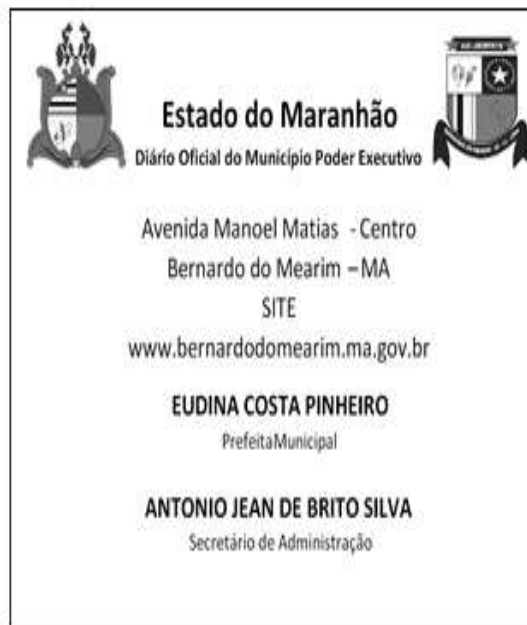 Estado do Maranhão
Diário Oficial do Município Poder Executivo
Avenida Manoel Matias - Centro
Bernardo do Mearim – MA
SITE
www.bernardodomearim.ma.gov.br
EUDINA COSTA PINHEIRO
PrefeitaMunicipal
ANTONIO JEAN DE BRITO SILVA
Secretário de Administração